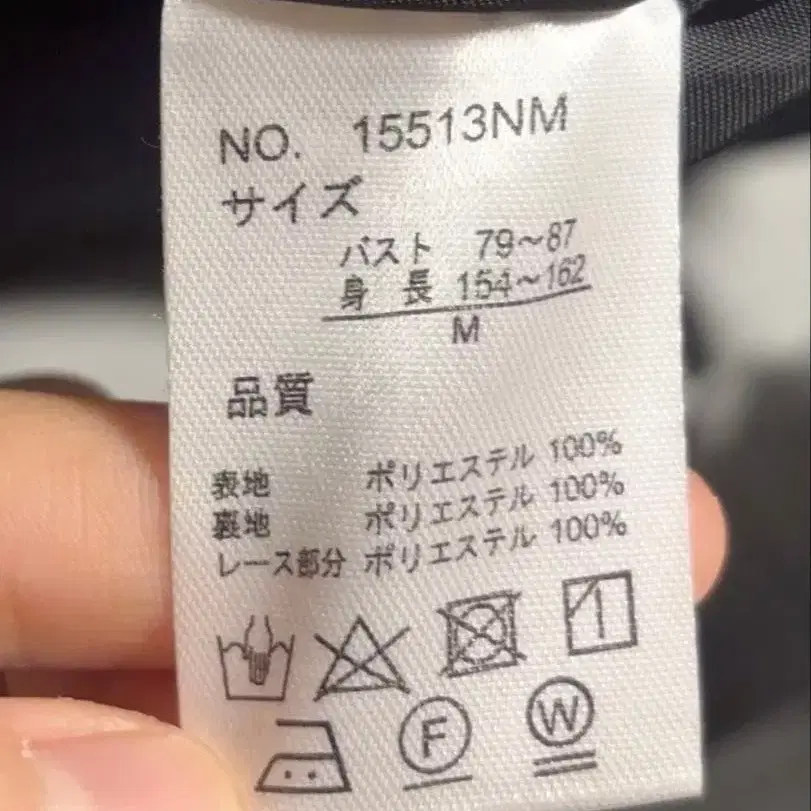 NO. 15513NM
サイズ
バスト 79～87
身 長 154～162
M
品質
表地 ポリエステル 100%
裏地 ポリエステル 100%
レース部分 ポリエステル 100%
F
W